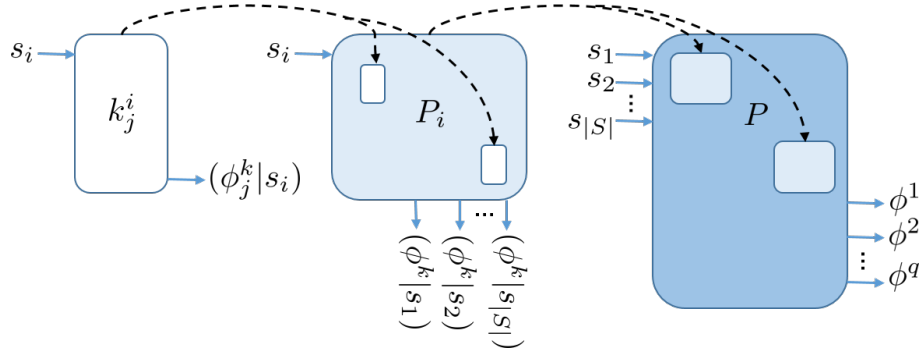 s_i
k_j^i
(ϕ_j^k|s_i)
s_i
P_i
...
(ϕ^k|s_1)
(ϕ^k|s_2)
(ϕ^k|s_{|S|})
s_1
s_2
⋮
s_{|S|}
P
ϕ^1
ϕ^2
⋮
ϕ^q